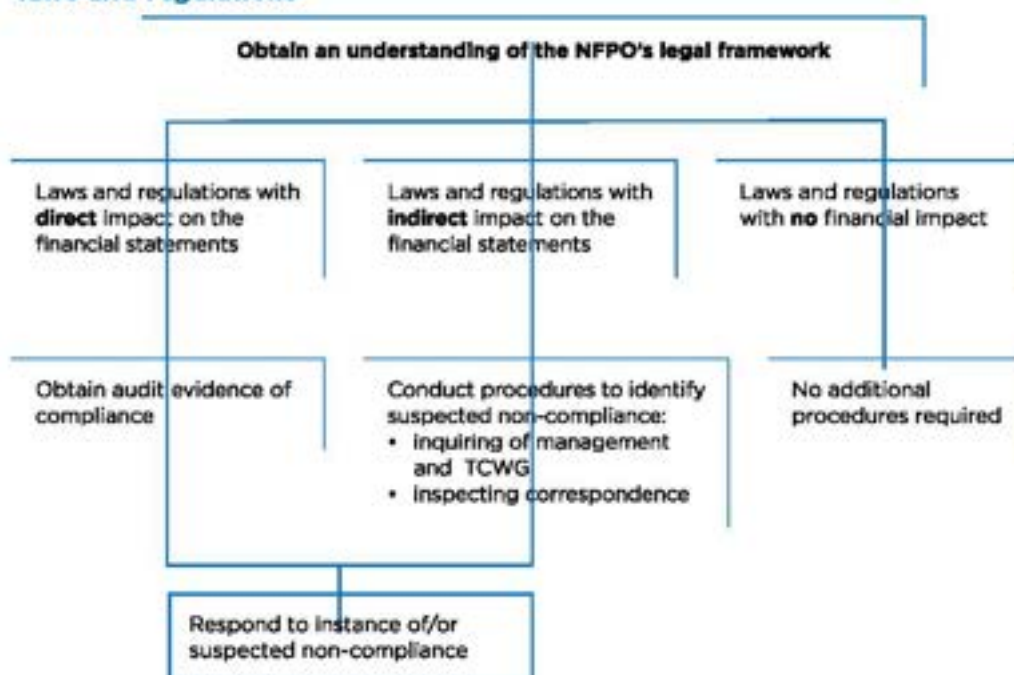 Obtain an understanding of the NFPO's legal framework
Laws and regulations with
direct impact on the
financial statements
Laws and regulations with
indirect impact on the
financial statements
Laws and regulations
with no financial impact
Obtain audit evidence of
compliance
Conduct procedures to identify
suspected non-compliance:
• inquiring of management
and TCWG
• inspecting correspondence
No additional
procedures required
Respond to instance of/or
suspected non-compliance